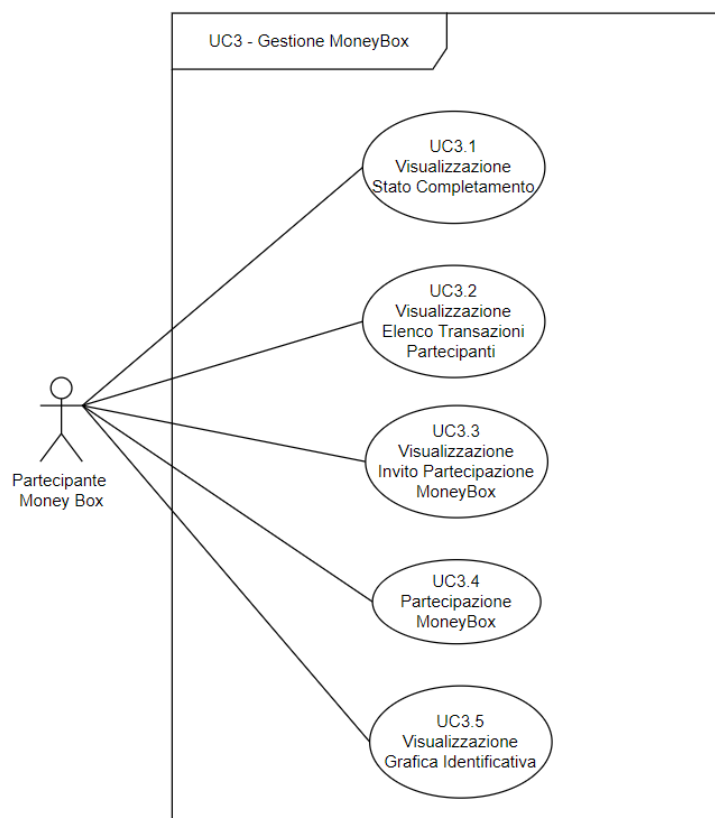 UC3 - Gestione MoneyBox
UC3.1
Visualizzazione
Stato Completamento
UC3.2
Visualizzazione
Elenco Transazioni
Partecipanti
UC3.3
Visualizzazione
Invito Partecipazione
MoneyBox
Partecipante
Money Box
UC3.4
Partecipazione
MoneyBox
UC3.5
Visualizzazione
Grafica Identificativa